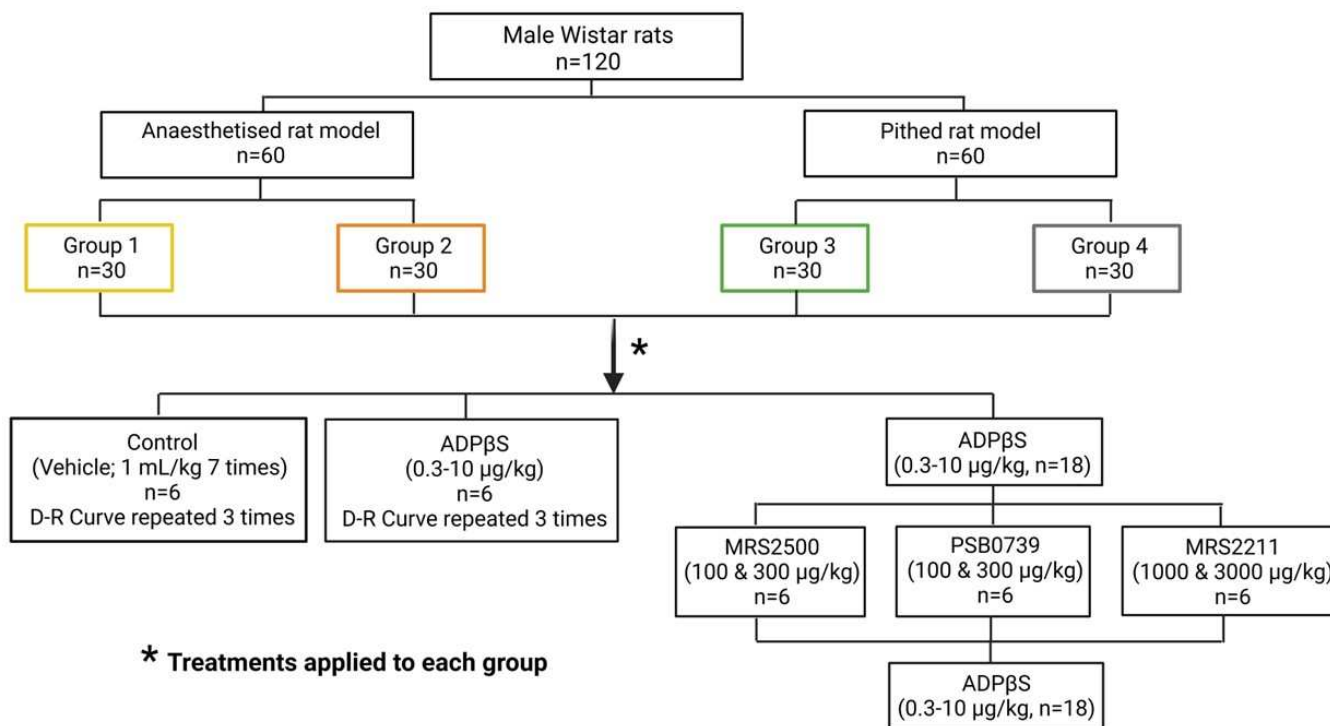 Male Wistar rats
n=120
Anaesthetised rat model
n=60
Pithed rat model
n=60
Group 1
n=30
Group 2
n=30
Group 3
n=30
Group 4
n=30
*
Control
(Vehicle; 1 mL/kg 7 times)
n=6
D-R Curve repeated 3 times
ADPβS
(0.3-10 µg/kg)
n=6
D-R Curve repeated 3 times
ADPβS
(0.3-10 µg/kg, n=18)
MRS2500
(100 & 300 µg/kg)
n=6
PSB0739
(100 & 300 µg/kg)
n=6
MRS2211
(1000 & 3000 µg/kg)
n=6
* Treatments applied to each group
ADPβS
(0.3-10 µg/kg, n=18)